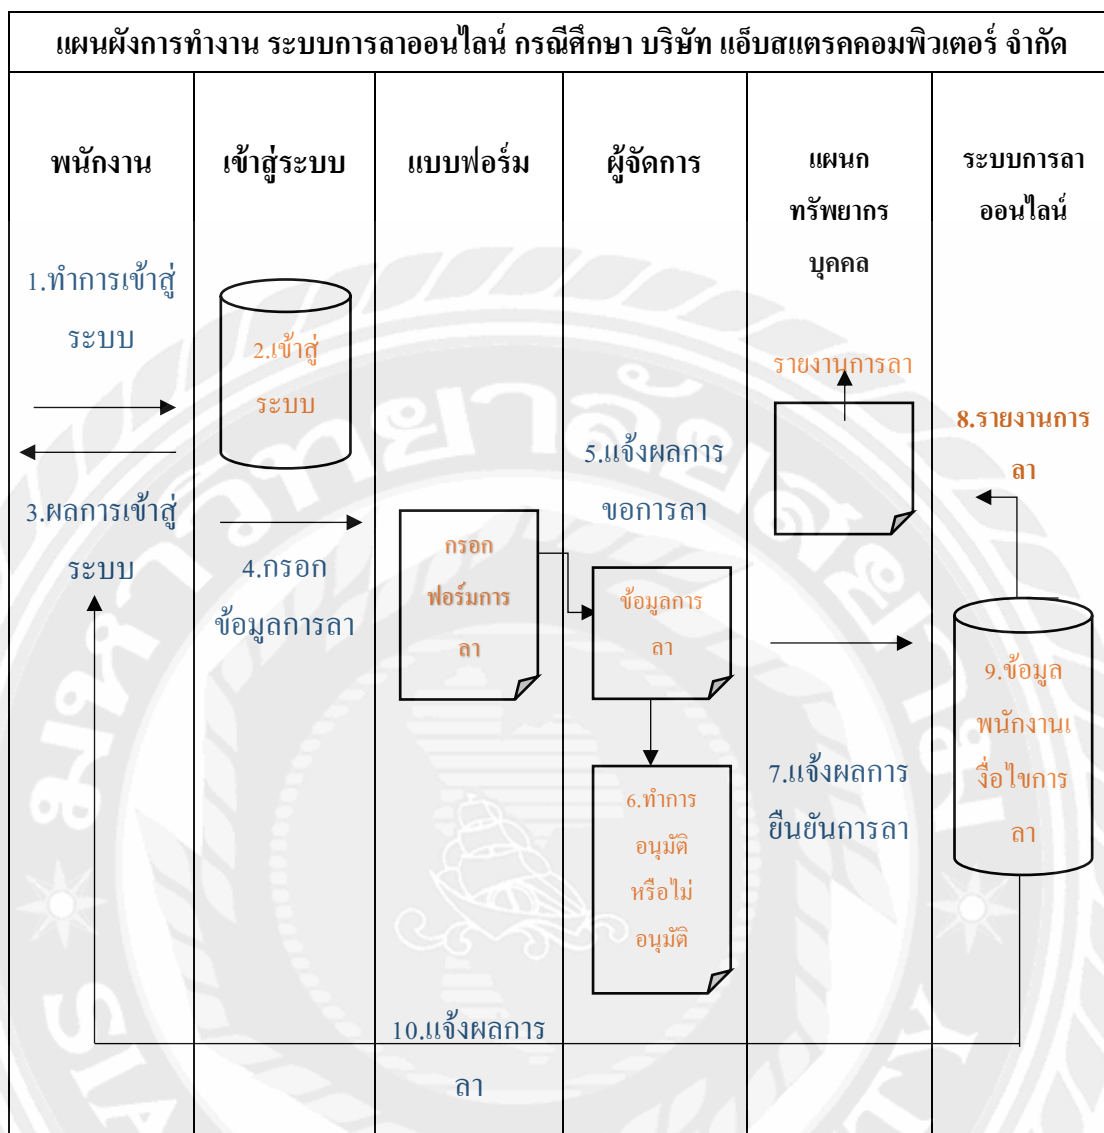 แผนผังการทำงาน ระบบการลาออนไลน์ กรณีศึกษา บริษัท แอ็บสแตรคคอมพิวเตอร์ จำกัด
พนักงาน
เข้าสู่ระบบ
แบบฟอร์ม
ผู้จัดการ
แผนก
ทรัพยากร
บุคคล
ระบบการลา
ออนไลน์
1.ทำการเข้าสู่
ระบบ
2.เข้าสู่
ระบบ
3.ผลการเข้าสู่
ระบบ
4.กรอก
ข้อมูลการลา
กรอก
ฟอร์มการ
ลา
5.แจ้งผลการ
ขอการลา
ข้อมูลการ
ลา
6.ทำการ
อนุมัติ
หรือไม่
อนุมัติ
รายงานการลา
7.แจ้งผลการ
ยืนยันการลา
8.รายงานการ
ลา
9.ข้อมูล
พนักงานเ
งื่อไขการ
ลา
10.แจ้งผลการ
ลา
มหาวิทยาลัยสยาม